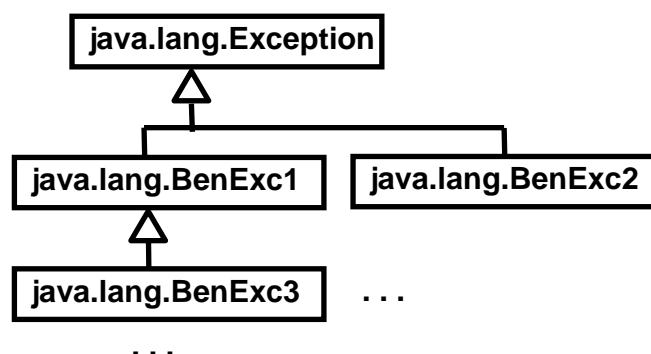 java.lang.Exception
java.lang.BenExc1
java.lang.BenExc2
java.lang.BenExc3
. . .
. . .